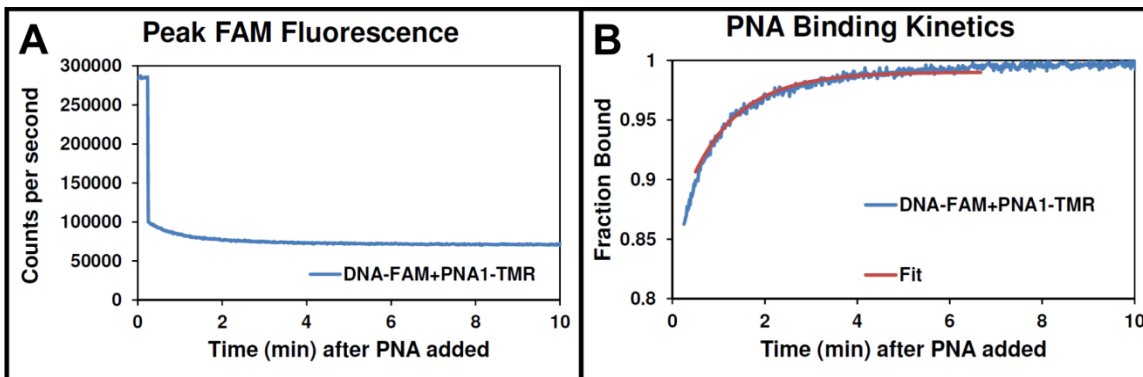 A
Peak FAM Fluorescence
Counts per second
300000
250000
200000
150000
100000
50000
0
DNA-FAM+PNA1-TMR
0 2 4 6 8 10
Time (min) after PNA added
B
PNA Binding Kinetics
Fraction Bound
1
0.95
0.9
0.85
0.8
DNA-FAM+PNA1-TMR
Fit
0 2 4 6 8 10
Time (min) after PNA added